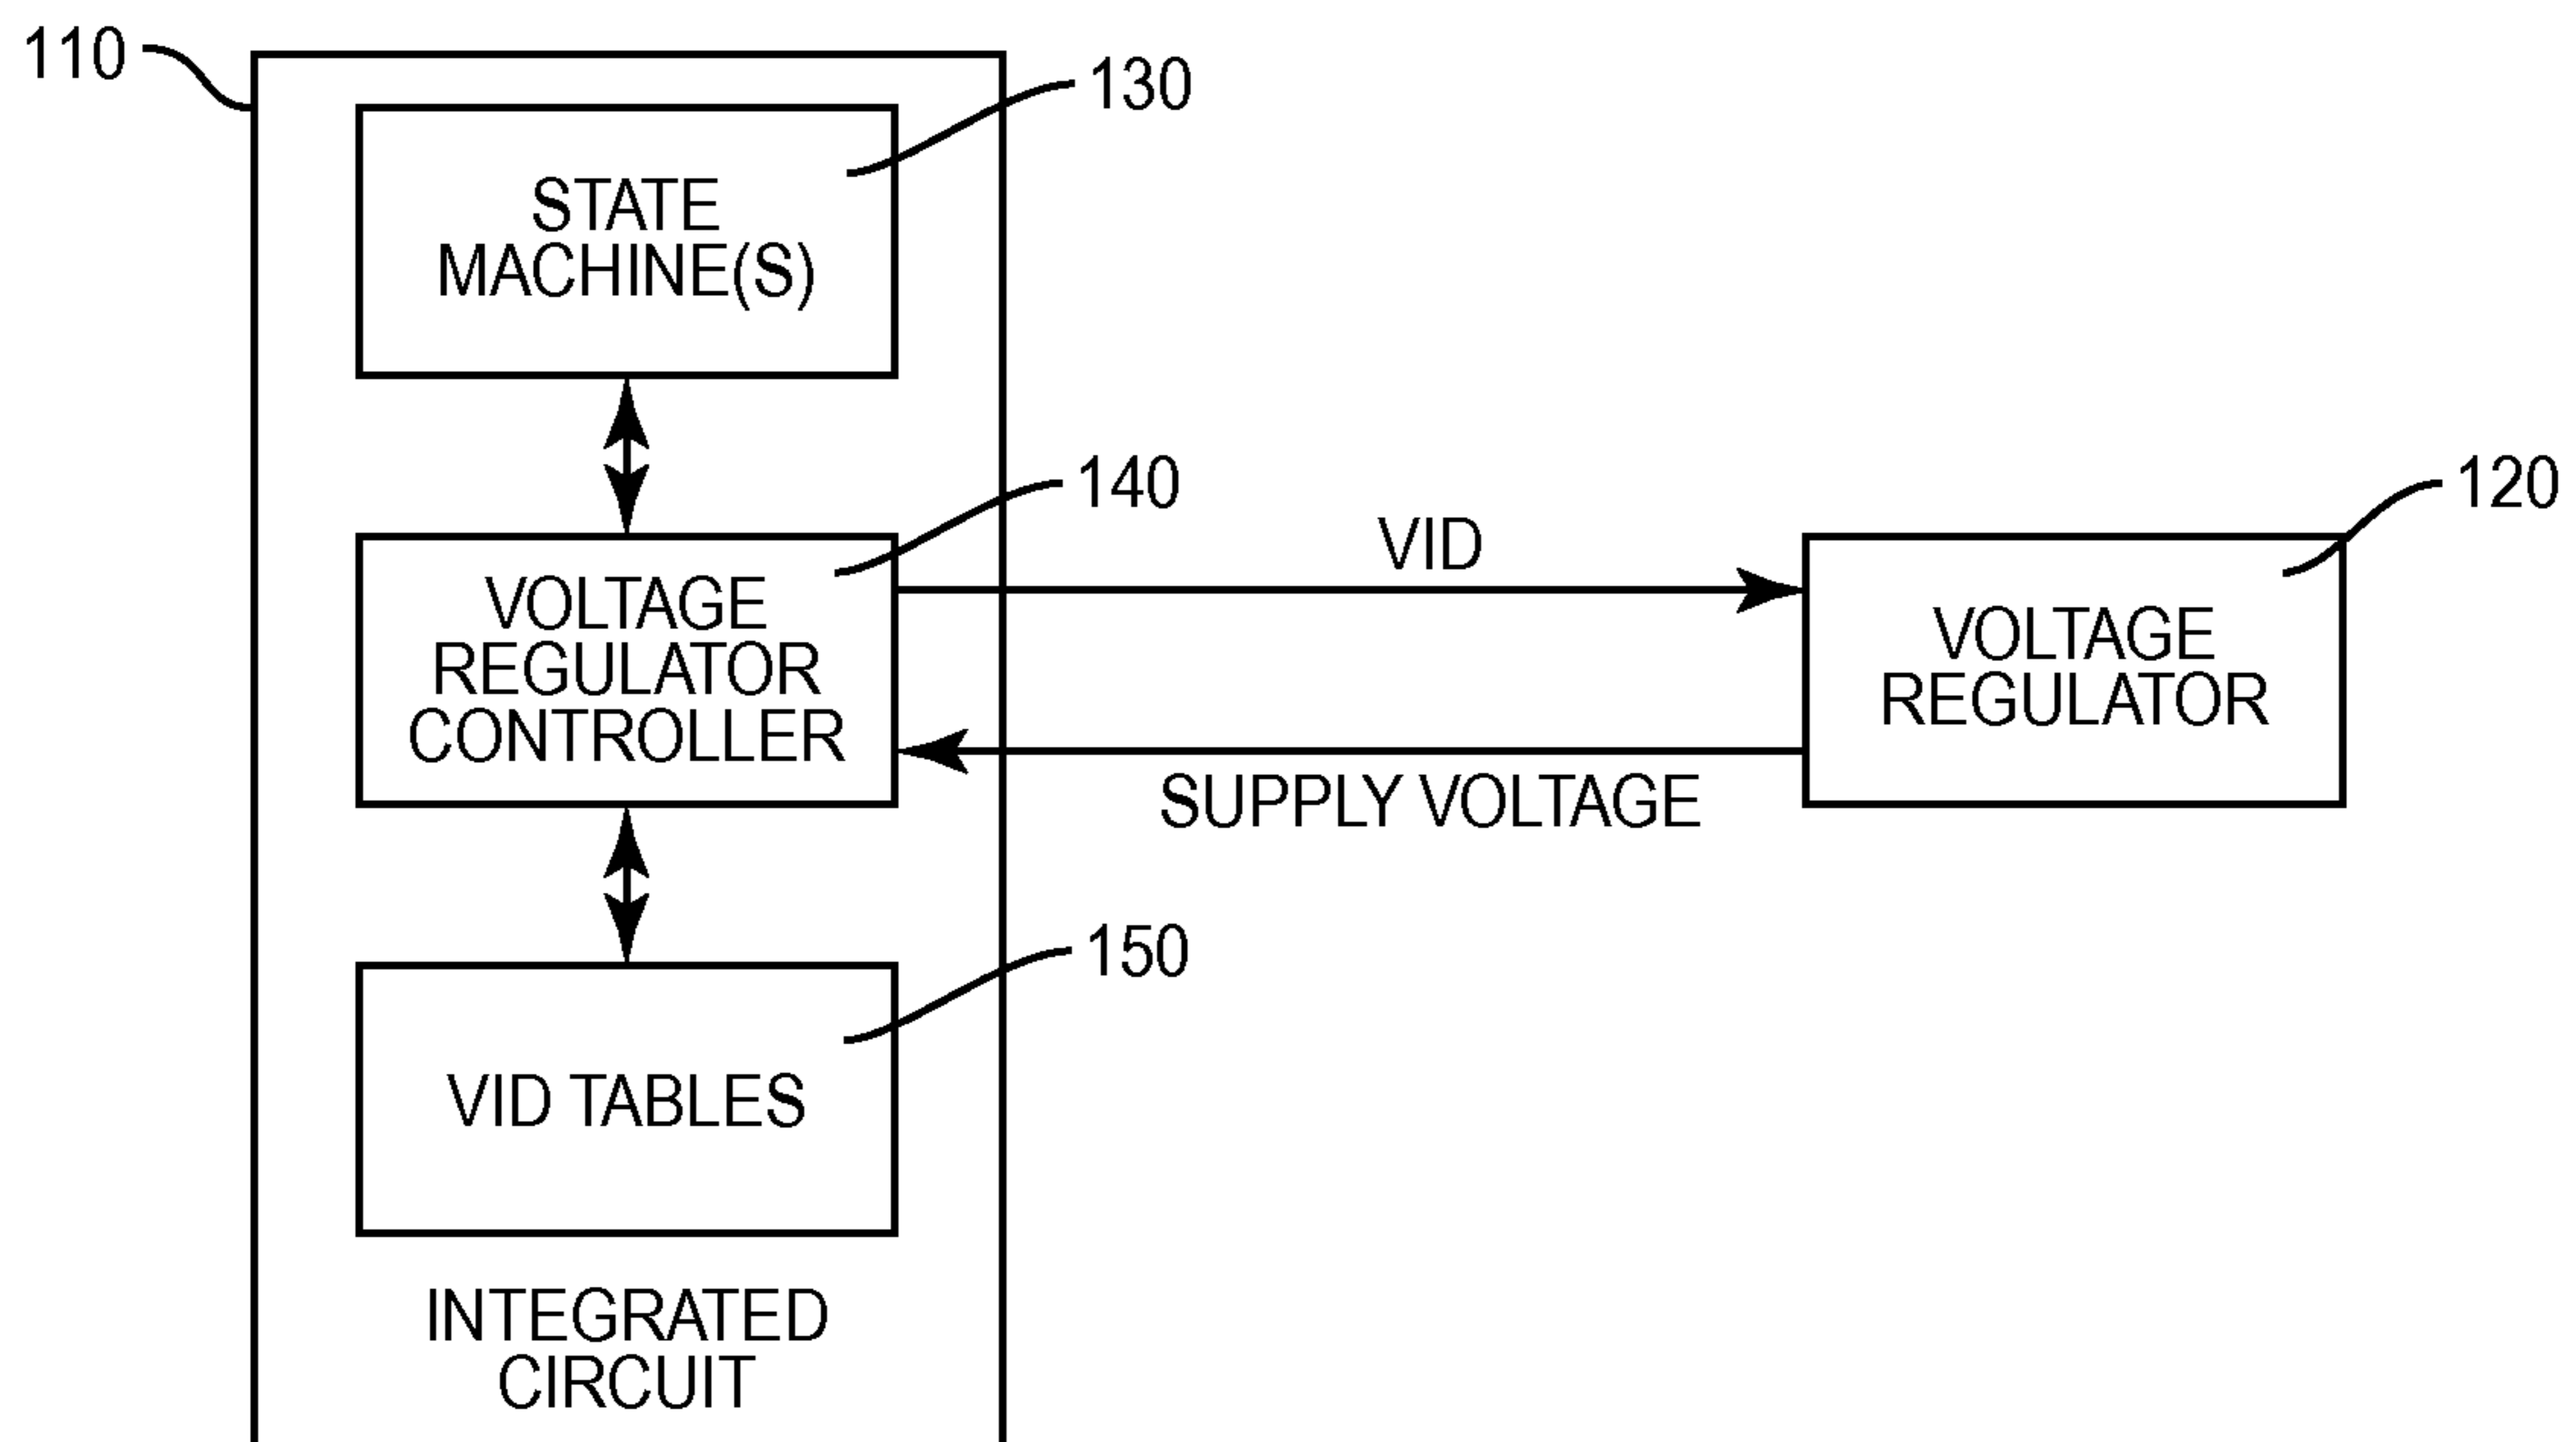 110
130
STATE
MACHINE(S)
140
120
VID
VOLTAGE
REGULATOR
CONTROLLER
VOLTAGE
REGULATOR
SUPPLY VOLTAGE
150
VID TABLES
INTEGRATED
CIRCUIT